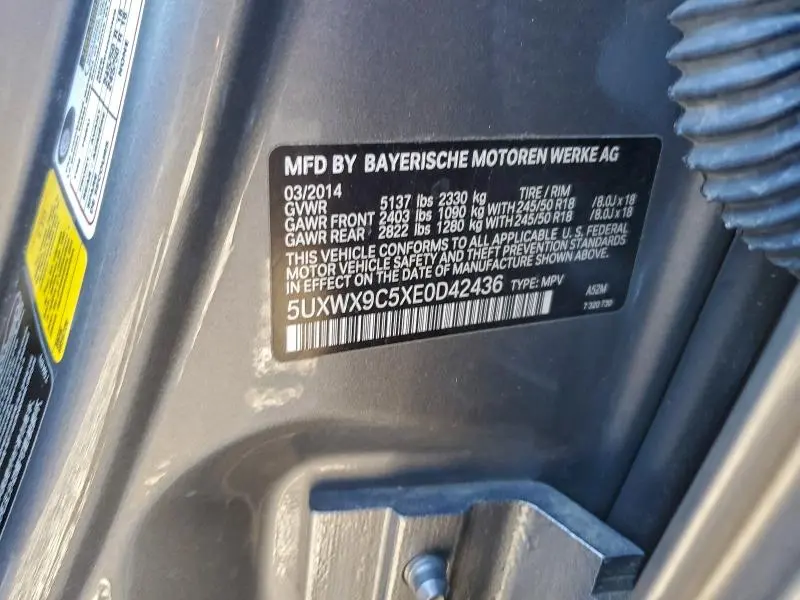 MFD BY BAYERISCHE MOTOREN WERKE AG
03/2014
GVWR 5137 lbs 2330 kg TIRE / RIM
GAWR FRONT 2403 lbs 1090 kg WITH 245/50 R18 /8.0J x 18
GAWR REAR 2822 lbs 1280 kg WITH 245/50 R18 /8.0J x 18
THIS VEHICLE CONFORMS TO ALL APPLICABLE U.S. FEDERAL
MOTOR VEHICLE SAFETY AND THEFT PREVENTION STANDARDS
IN EFFECT ON THE DATE OF MANUFACTURE SHOWN ABOVE.
5UXWX9C5XE0D42436 TYPE: MPV A52M
7 320 730